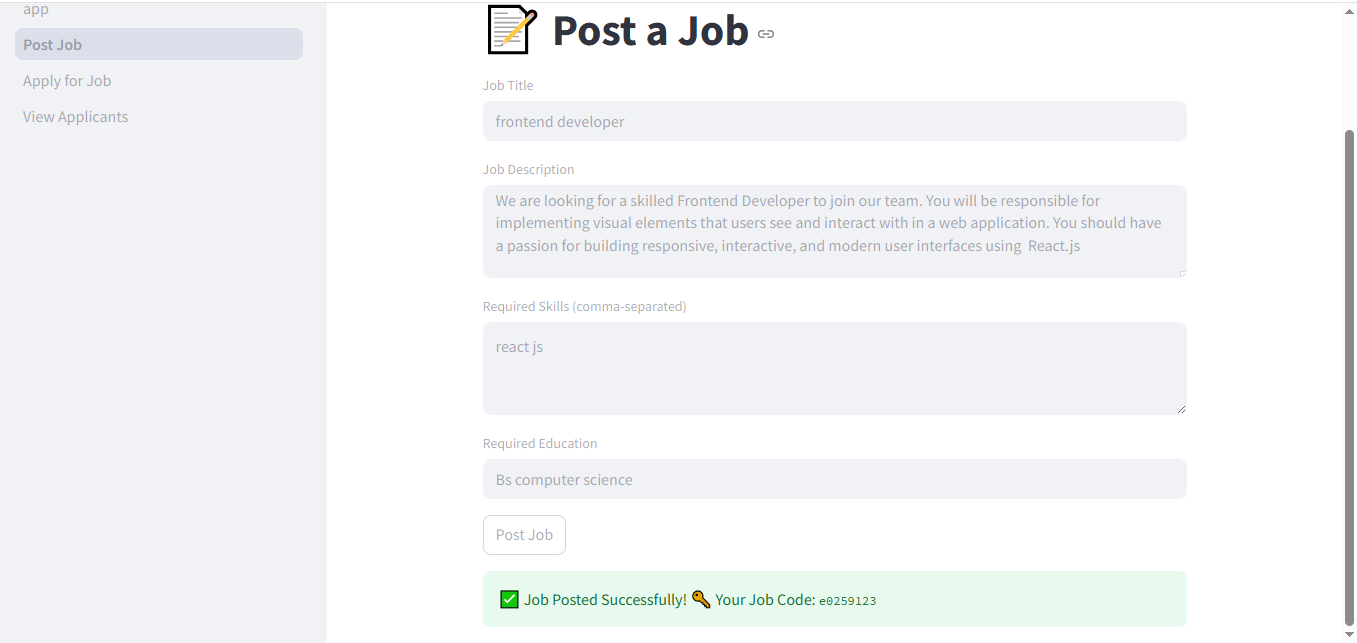 app
Post Job
Apply for Job
View Applicants
Post a Job
Job Title
frontend developer
Job Description
We are looking for a skilled Frontend Developer to join our team. You will be responsible for
implementing visual elements that users see and interact with in a web application. You should have
a passion for building responsive, interactive, and modern user interfaces using  React.js
Required Skills (comma-separated)
react js
Required Education
Bs computer science
Post Job
✅ Job Posted Successfully! 🔑 Your Job Code: e0259123